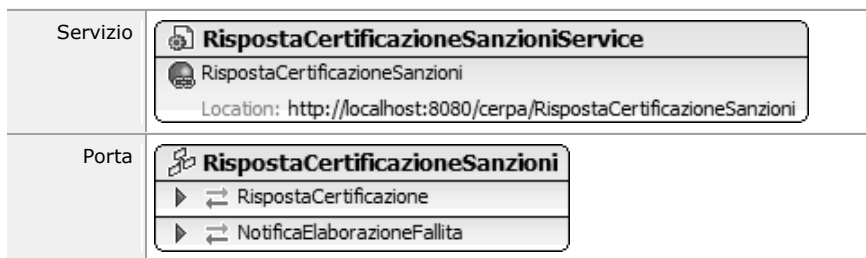 Servizio
RispostaCertificazioneSanzioniService
RispostaCertificazioneSanzioni
Location: http://localhost:8080/cerpa/RispostaCertificazioneSanzioni
Porta
RispostaCertificazioneSanzioni
RispostaCertificazione
NotificaElaborazioneFallita